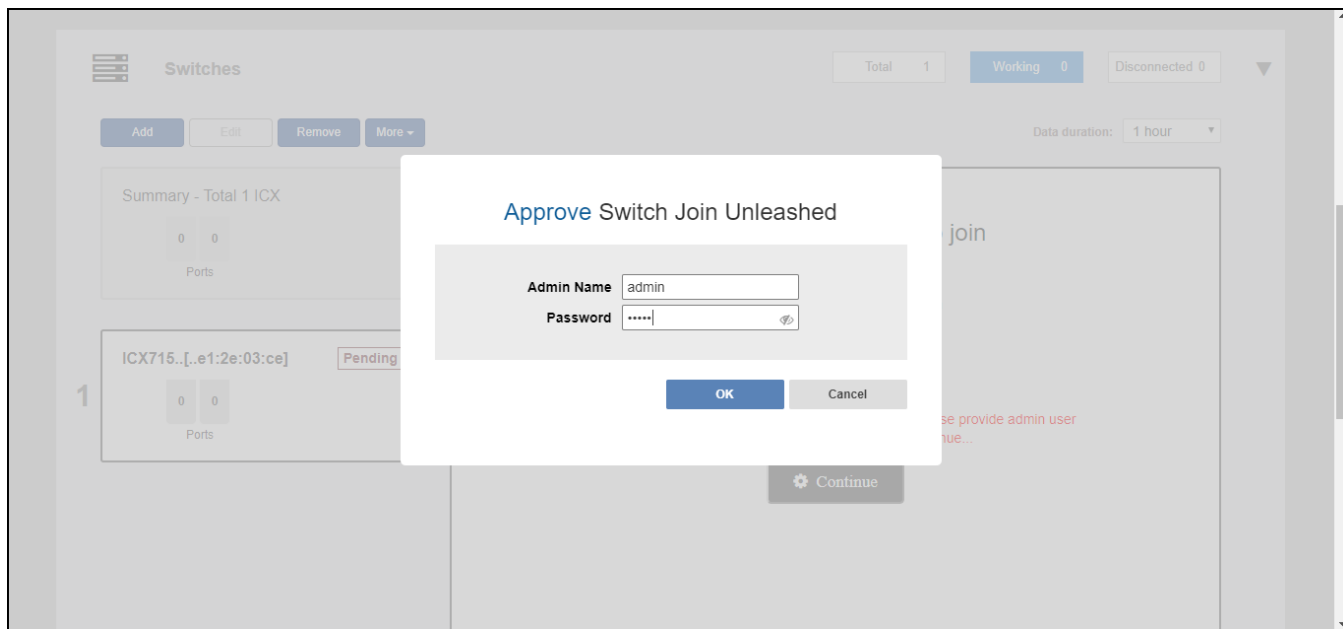 Switches
Total 1
Working 0
Disconnected 0
Add
Edit
Remove
More
Data duration: 1 hour
Summary - Total 1 ICX
0 0
Ports
join
Approve Switch Join Unleashed
Admin Name admin
Password •••••
OK
Cancel
1
ICX715..[..e1:2e:03:ce]
Pending
0 0
Ports
provide admin user
Continue